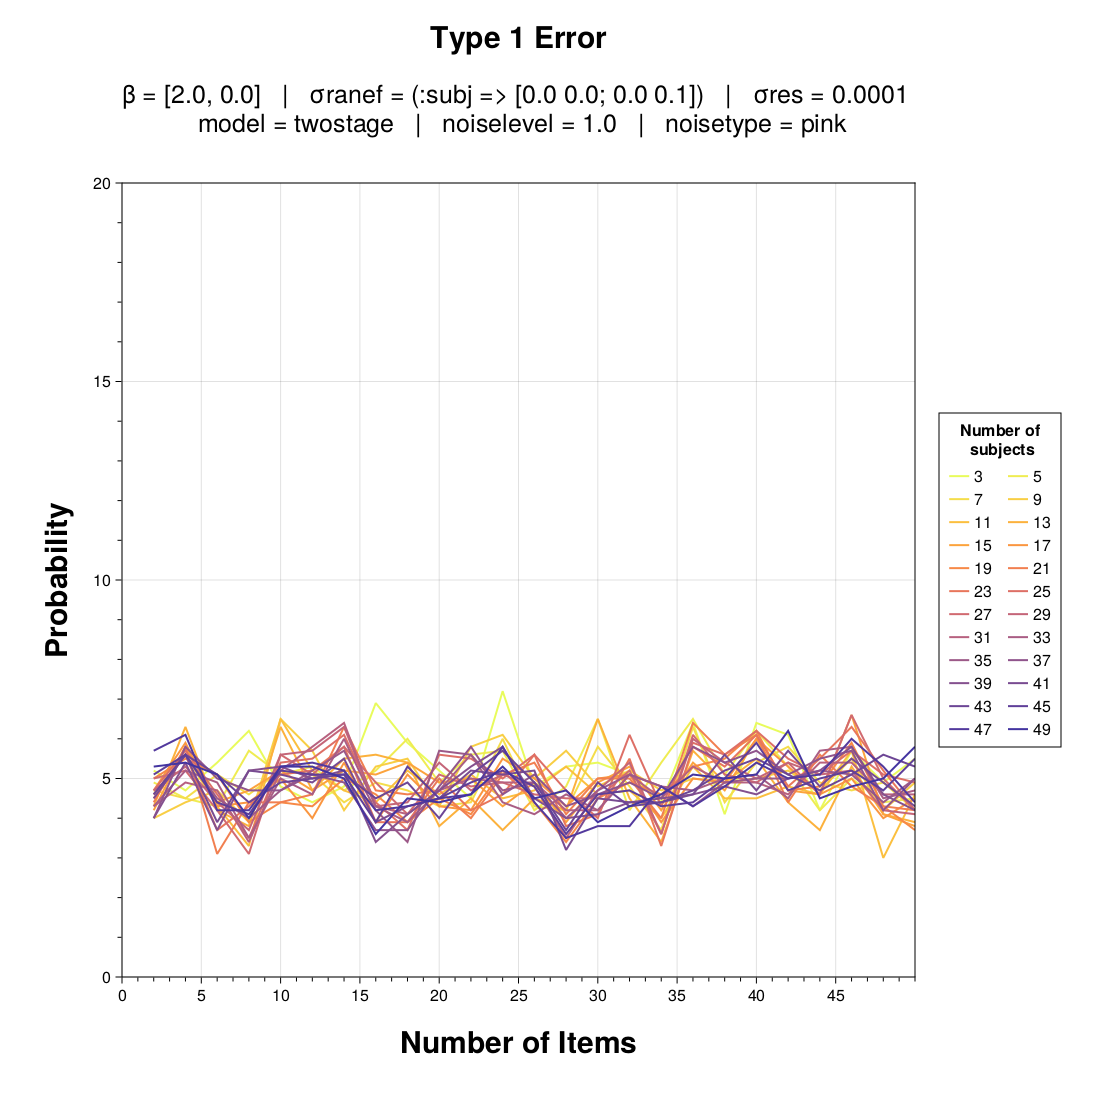 Type 1 Error
β = [2.0, 0.0] | σranef = (:subj => [0.0 0.0; 0.0 0.1]) | σres = 0.0001
model = twostage | noiselevel = 1.0 | noisetype = pink
20
15
10
5
0
Probability
0 5 10 15 20 25 30 35 40 45
Number of Items
Number of
subjects
3 5
7 9
11 13
15 17
19 21
23 25
27 29
31 33
35 37
39 41
43 45
47 49